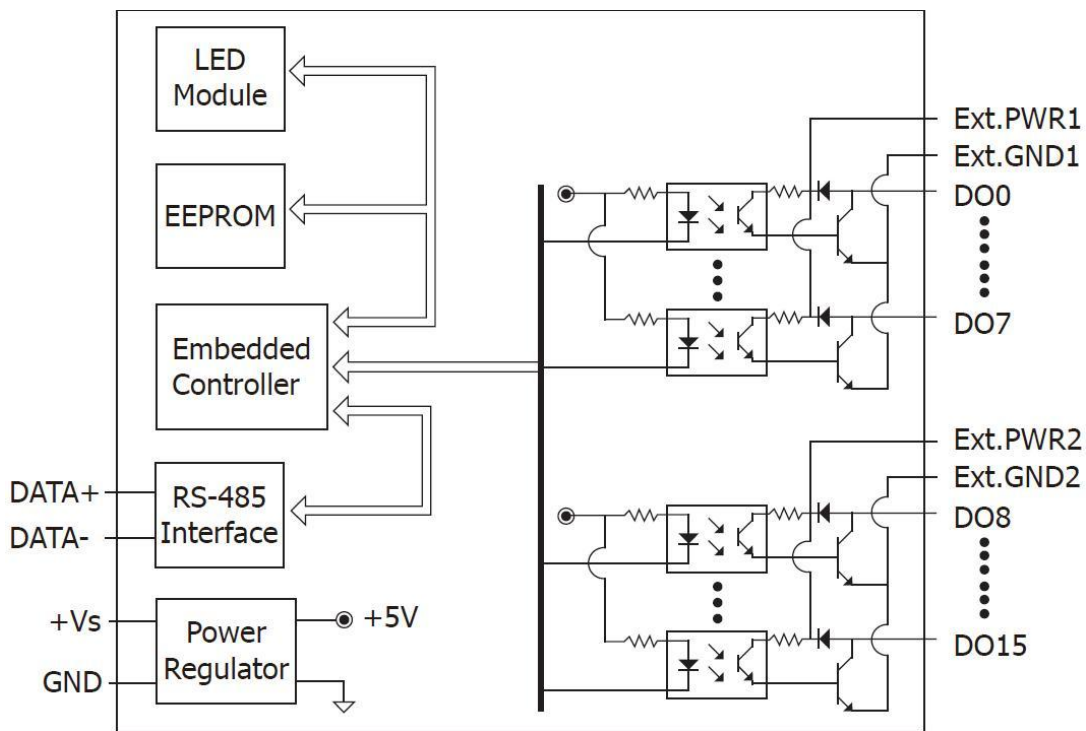 LED
Module
EEPROM
Embedded
Controller
DATA+
DATA-
RS-485
Interface
+Vs
GND
Power
Regulator
+5V
Ext.PWR1
Ext.GND1
DO0
DO7
Ext.PWR2
Ext.GND2
DO8
DO15